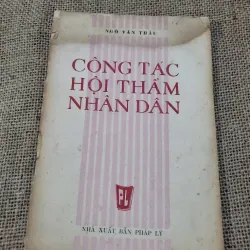 NGÔ VĂN THÂU
CÔNG TÁC
HỘI THẨM
NHÂN DÂN
PL
NHÀ XUẤT BẢN PHÁP LÝ